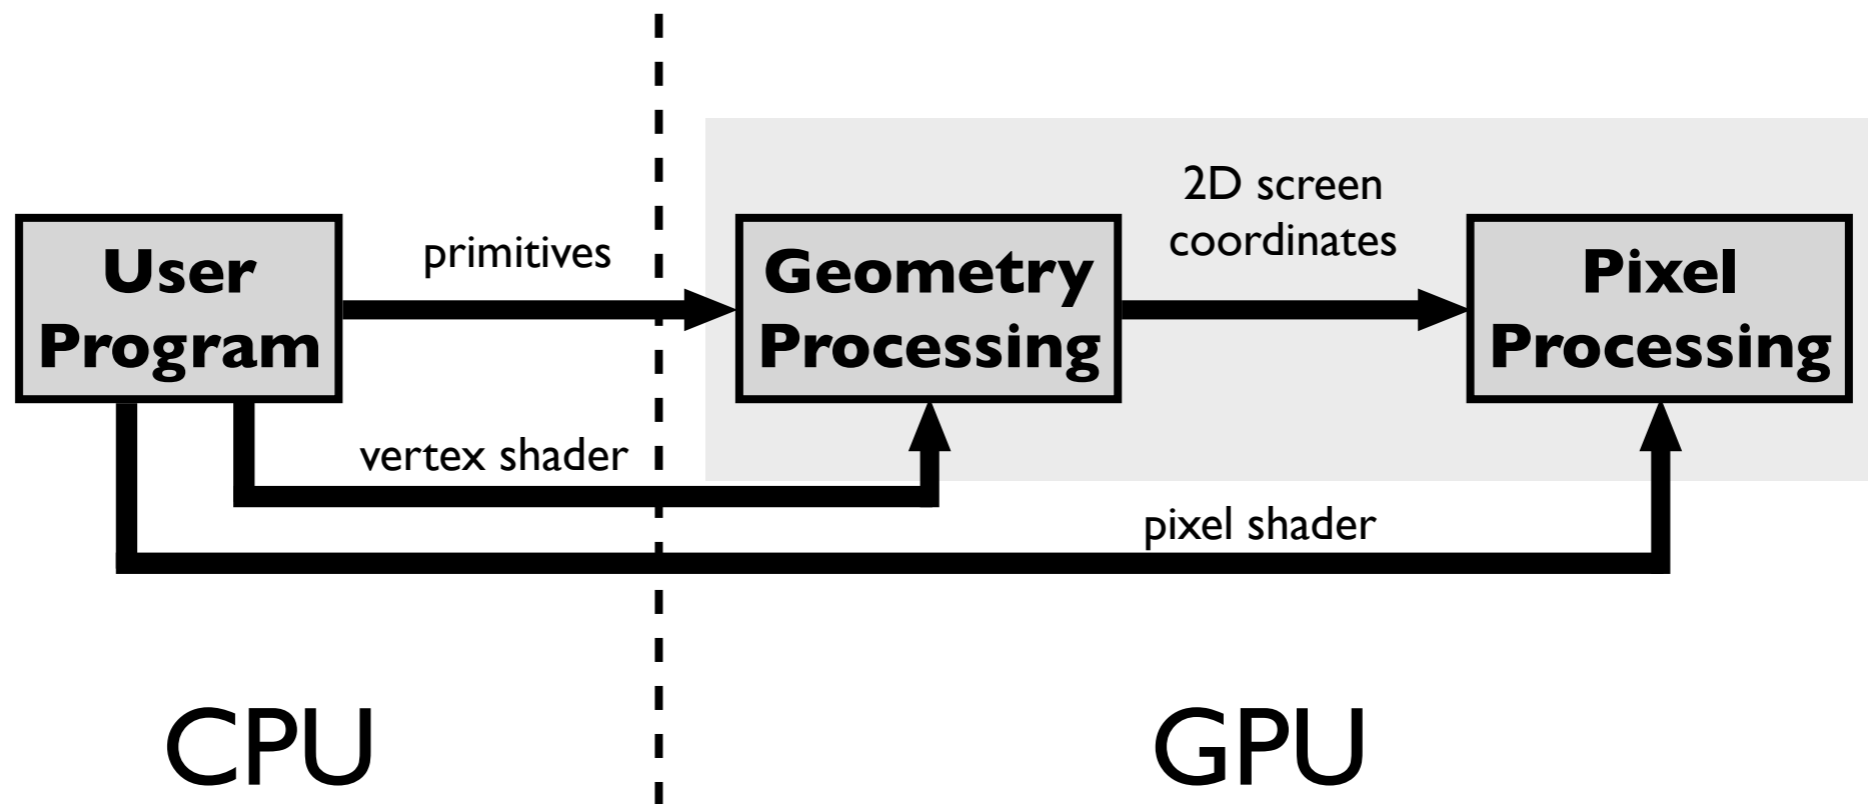 User
Program
primitives
Geometry
Processing
2D screen
coordinates
Pixel
Processing
vertex shader
pixel shader
CPU
GPU